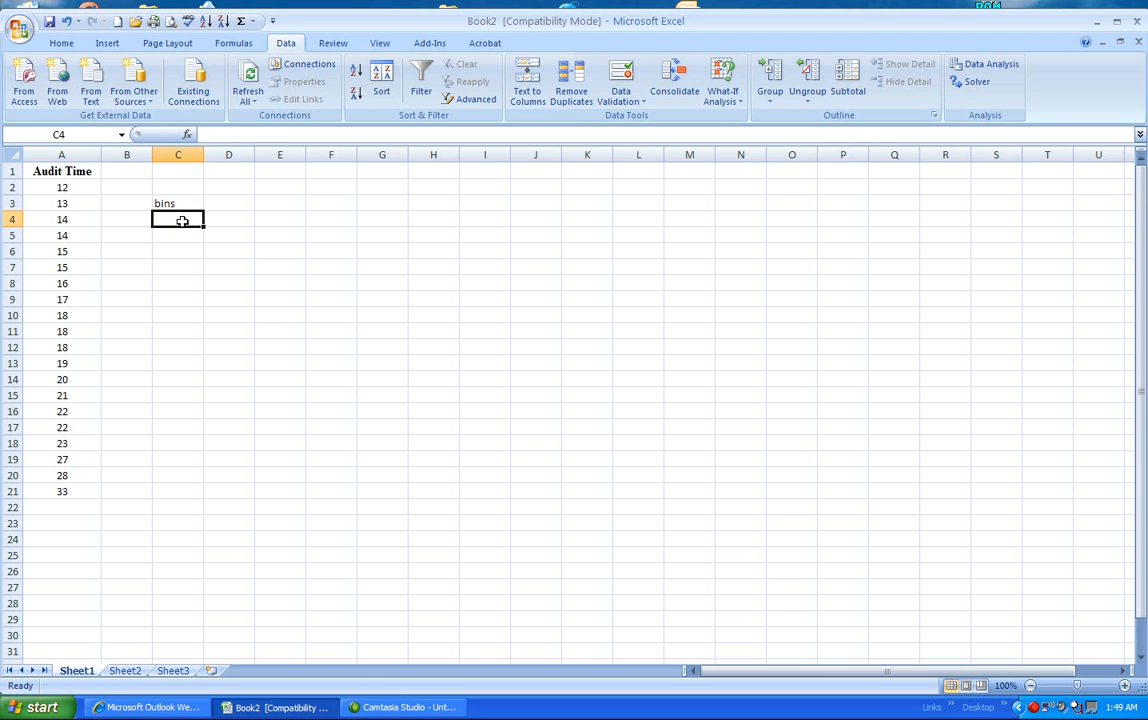 ROM
Book2 [Compatibility Mode] - Microsoft Excel
Home Insert Page Layout Formulas Data Review View Add-Ins Acrobat
From Access
From Web
From Text
From Other Sources
Existing Connections
Get External Data
Refresh All
Connections
Properties
Edit Links
Connections
Sort
Filter
Clear
Reapply
Advanced
Sort & Filter
Text to Columns
Remove Duplicates
Data Validation
Consolidate
What-If Analysis
Data Tools
Group
Ungroup
Subtotal
Show Detail
Hide Detail
Outline
Data Analysis
Solver
Analysis
C4 fx
A B C D E F G H I J K L M N O P Q R S T U
1 Audit Time
2 12
3 13 bins
4 14
5 14
6 15
7 15
8 16
9 17
10 18
11 18
12 18
13 19
14 20
15 21
16 22
17 22
18 23
19 27
20 28
21 33
22
23
24
25
26
27
28
29
30
31
Sheet1 Sheet2 Sheet3
Ready 100%
start Microsoft Outlook We... Book2 [Compatibility ... Camtasia Studio - Unt... Links » Desktop » 1:49 AM